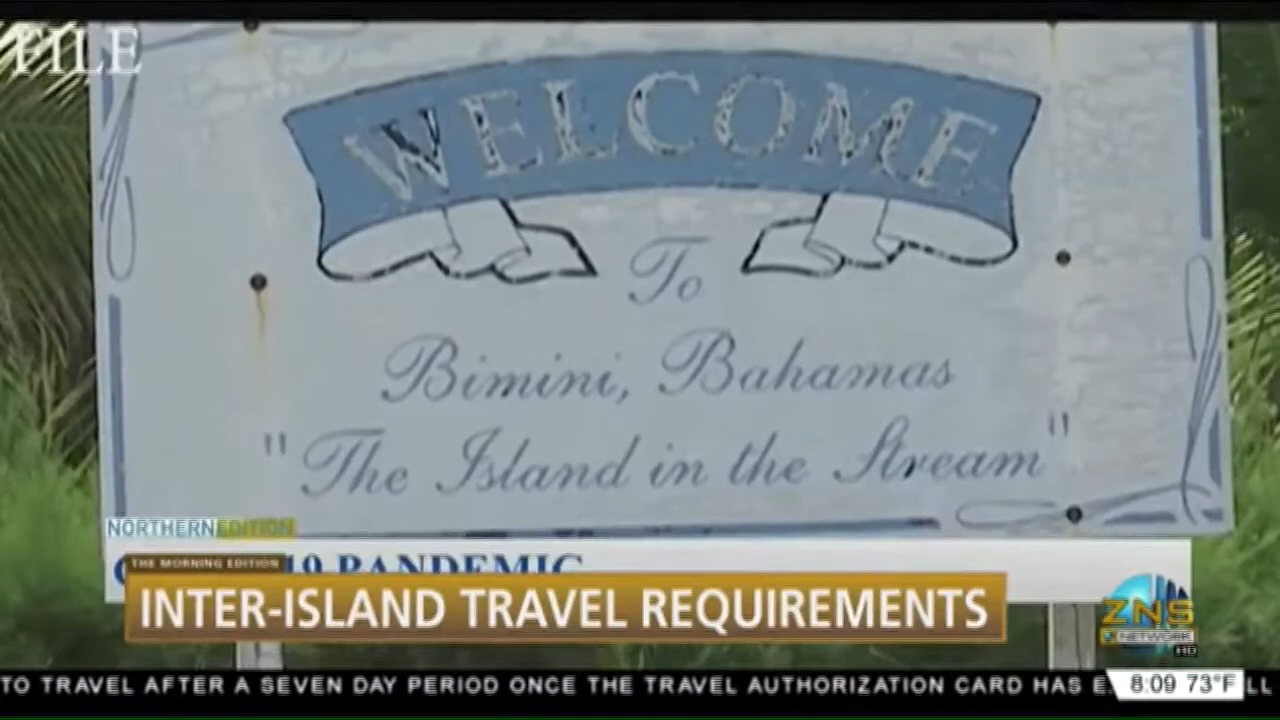 FILE
WELCOME
To
Bimini, Bahamas
"The Island in the Stream"
NORTHERN EDITION
THE MORNING EDITION
19 PANDEMIC
INTER-ISLAND TRAVEL REQUIREMENTS
ZNS
NETWORK
HD
TO TRAVEL AFTER A SEVEN DAY PERIOD ONCE THE TRAVEL AUTHORIZATION CARD HAS
8:09 73°F